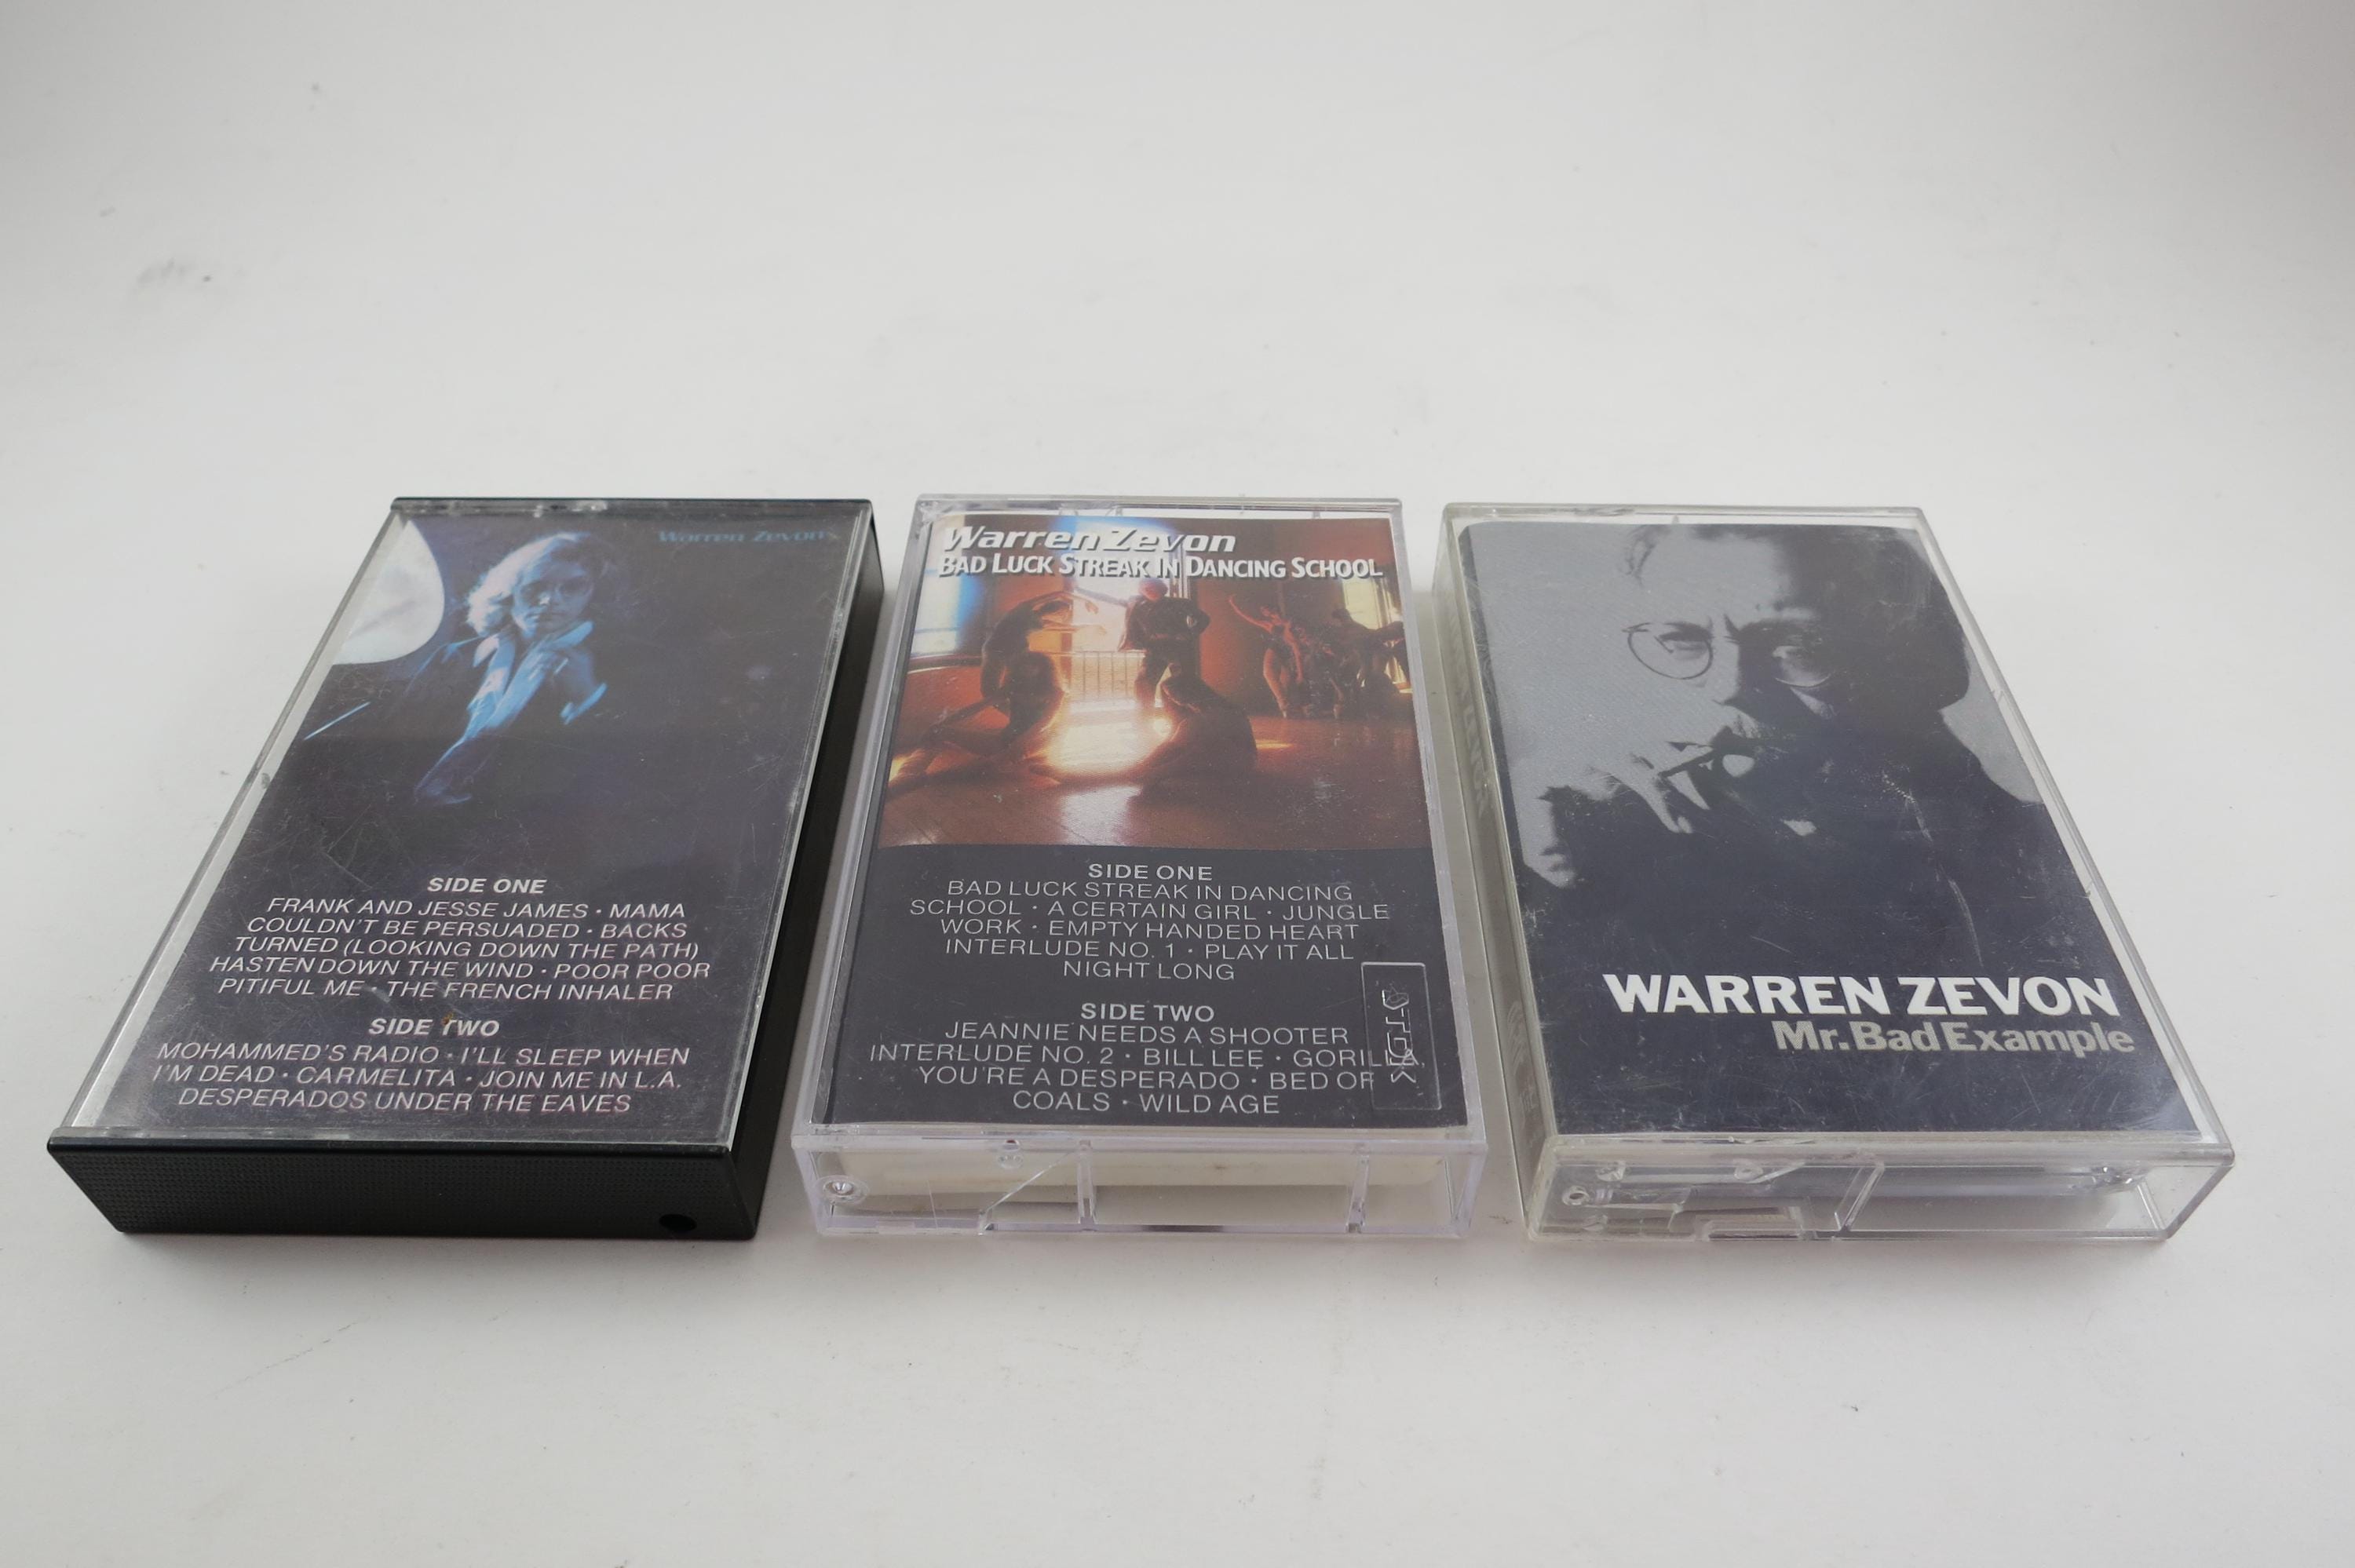 Warren Zevon
SIDE ONE
FRANK AND JESSE JAMES · MAMA
COULDN'T BE PERSUADED · BACKS
TURNED (LOOKING DOWN THE PATH)
HASTEN DOWN THE WIND · POOR POOR
PITIFUL ME · THE FRENCH INHALER
SIDE TWO
MOHAMMED'S RADIO · I'LL SLEEP WHEN
I'M DEAD · CARMELITA · JOIN ME IN L.A.
DESPERADOS UNDER THE EAVES
Warren Zevon
BAD LUCK STREAK IN DANCING SCHOOL
SIDE ONE
BAD LUCK STREAK IN DANCING
SCHOOL · A CERTAIN GIRL · JUNGLE
WORK · EMPTY HANDED HEART
INTERLUDE NO. 1 · PLAY IT ALL
NIGHT LONG
SIDE TWO
JEANNIE NEEDS A SHOOTER
INTERLUDE NO. 2 · BILL LEE · GORILLA,
YOU'RE A DESPERADO · BED OF
COALS · WILD AGE
WARREN ZEVON
Mr. Bad Example